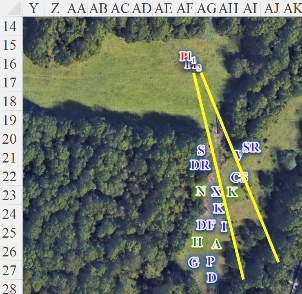 Y Z AA AB AC AD AE AF AG AH AI AJ AK
14
15
16
17
18
19
20
21 S SR
DR
22 CS
23 N X K
24 K
25 DF I
26 H A
27 G P
28 D